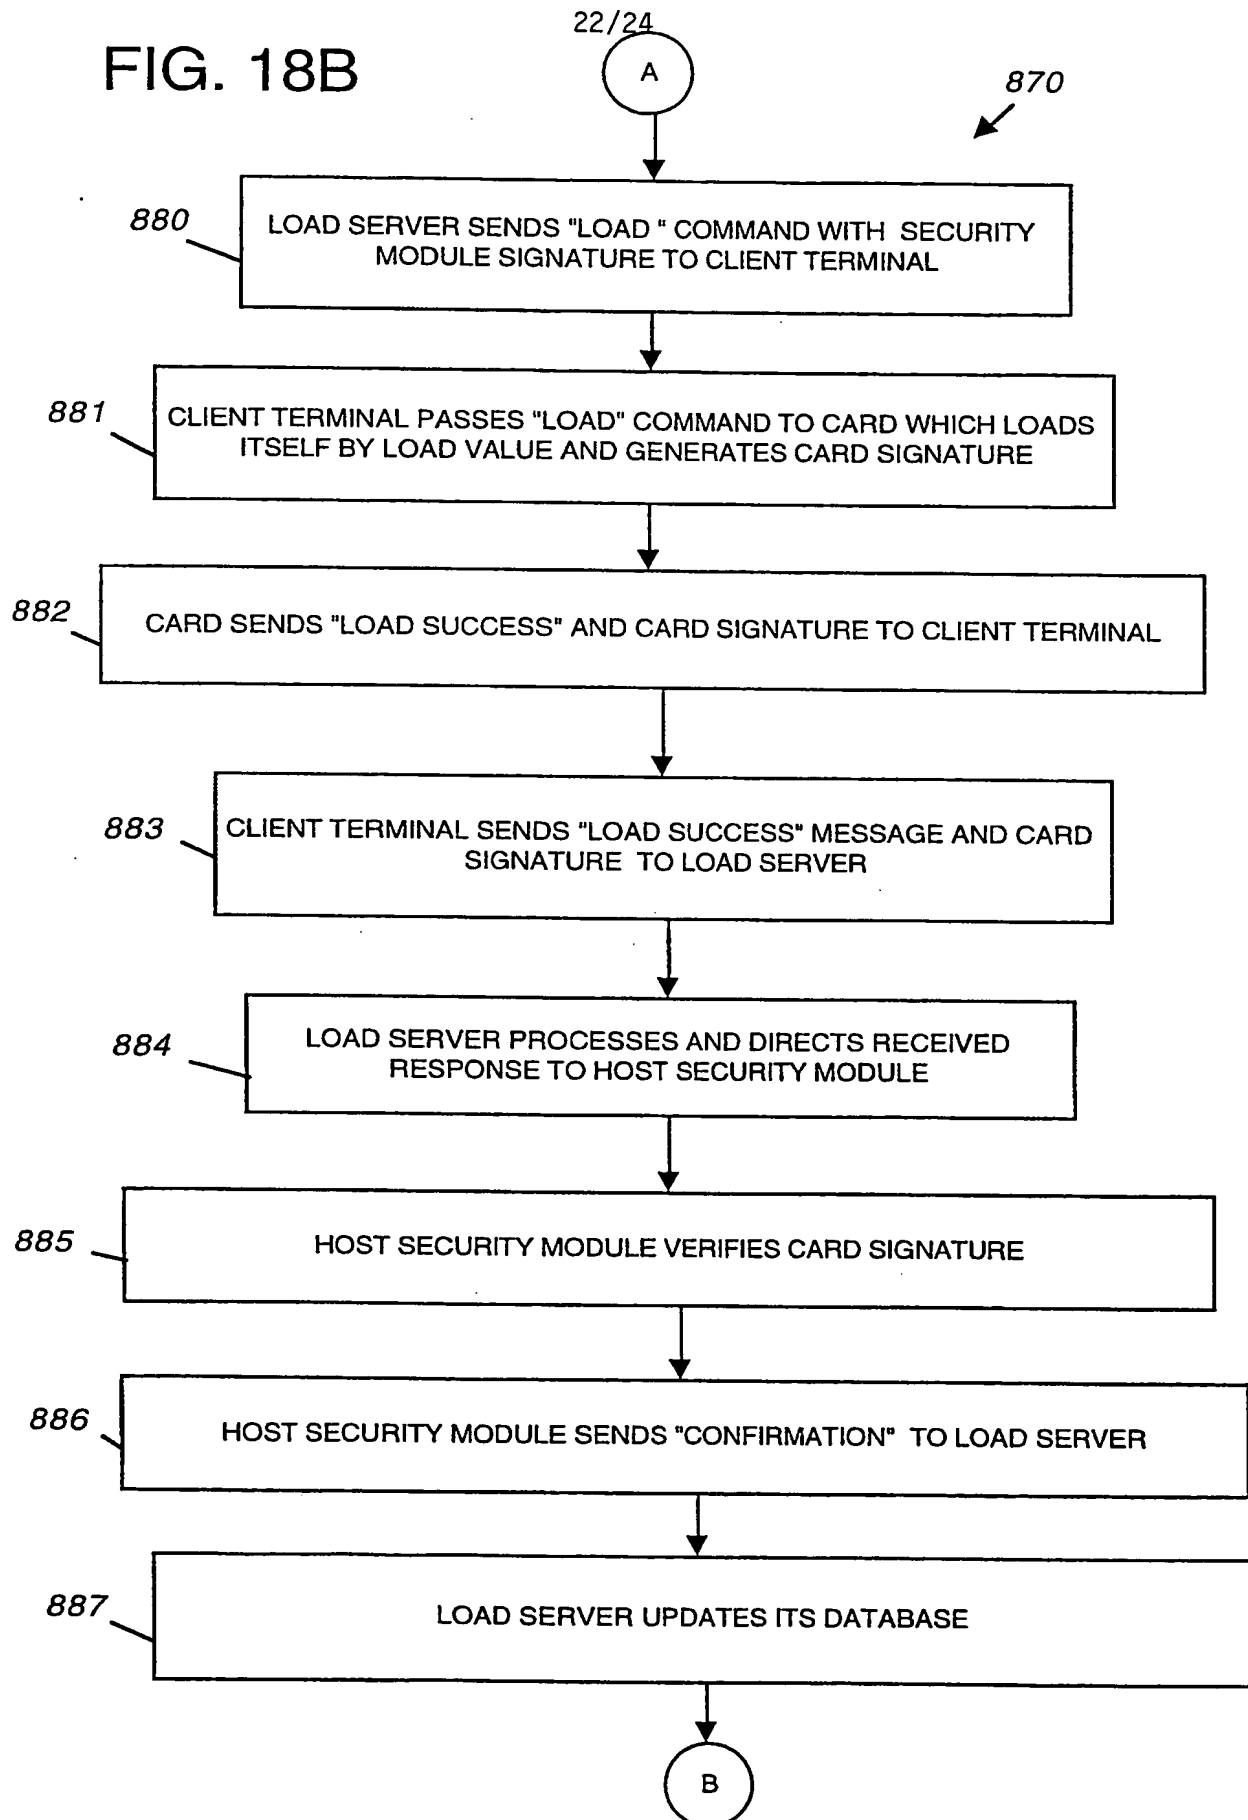 22/24
FIG. 18B
A
870
880
LOAD SERVER SENDS "LOAD " COMMAND WITH SECURITY
MODULE SIGNATURE TO CLIENT TERMINAL
881
CLIENT TERMINAL PASSES "LOAD" COMMAND TO CARD WHICH LOADS
ITSELF BY LOAD VALUE AND GENERATES CARD SIGNATURE
882
CARD SENDS "LOAD SUCCESS" AND CARD SIGNATURE TO CLIENT TERMINAL
883
CLIENT TERMINAL SENDS "LOAD SUCCESS" MESSAGE AND CARD
SIGNATURE TO LOAD SERVER
884
LOAD SERVER PROCESSES AND DIRECTS RECEIVED
RESPONSE TO HOST SECURITY MODULE
885
HOST SECURITY MODULE VERIFIES CARD SIGNATURE
886
HOST SECURITY MODULE SENDS "CONFIRMATION" TO LOAD SERVER
887
LOAD SERVER UPDATES ITS DATABASE
B